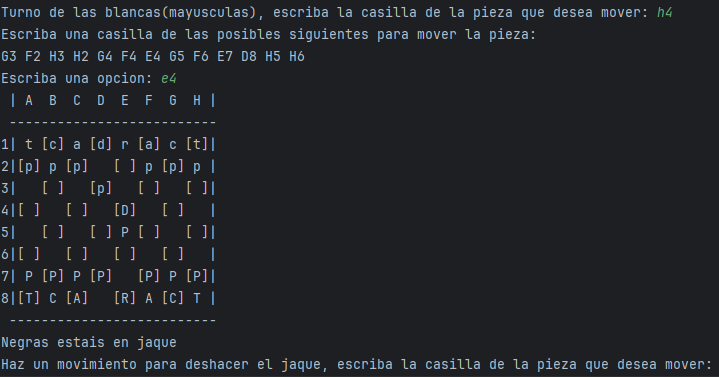 Turno de las blancas(mayusculas), escriba la casilla de la pieza que desea mover: h4
Escriba una casilla de las posibles siguientes para mover la pieza:
G3 F2 H3 H2 G4 F4 E4 G5 F6 E7 D8 H5 H6
Escriba una opcion: e4
 | A  B  C  D  E  F  G  H |
 --------------------------
1| t [c] a [d] r [a] c [t]|
2|[p] p [p]   [ ] p [p] p |
3|   [ ]   [p]   [ ]   [ ]|
4|[ ]   [ ]   [D]   [ ]   |
5|   [ ]   [ ] P [ ]   [ ]|
6|[ ]   [ ]   [ ]   [ ]   |
7| P [P] P [P]   [P] P [P]|
8|[T] C [A]   [R] A [C] T |
 --------------------------
Negras estais en jaque
Haz un movimiento para deshacer el jaque, escriba la casilla de la pieza que desea mover: